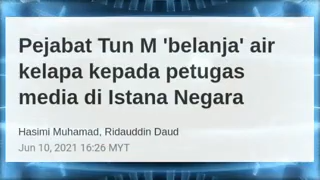 Pejabat Tun M 'belanja' air
kelapa kepada petugas
media di Istana Negara
Hasimi Muhamad, Ridauddin Daud
Jun 10, 2021 16:26 MYT